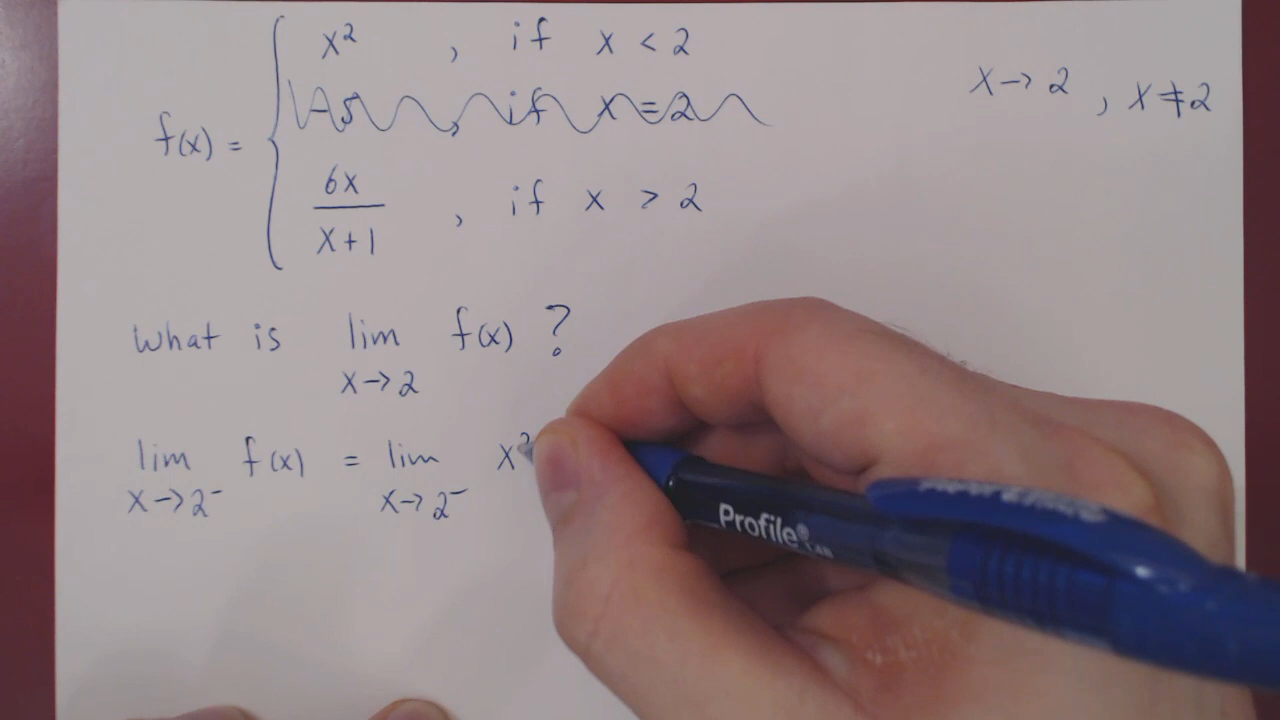 x² , if x < 2
, if x = 2
f(x) =
6x
x+1 , if x > 2
x → 2 , x ≠ 2
What is lim f(x) ?
x → 2
lim f(x) = lim x²
x → 2⁻ x → 2⁻
Profile®